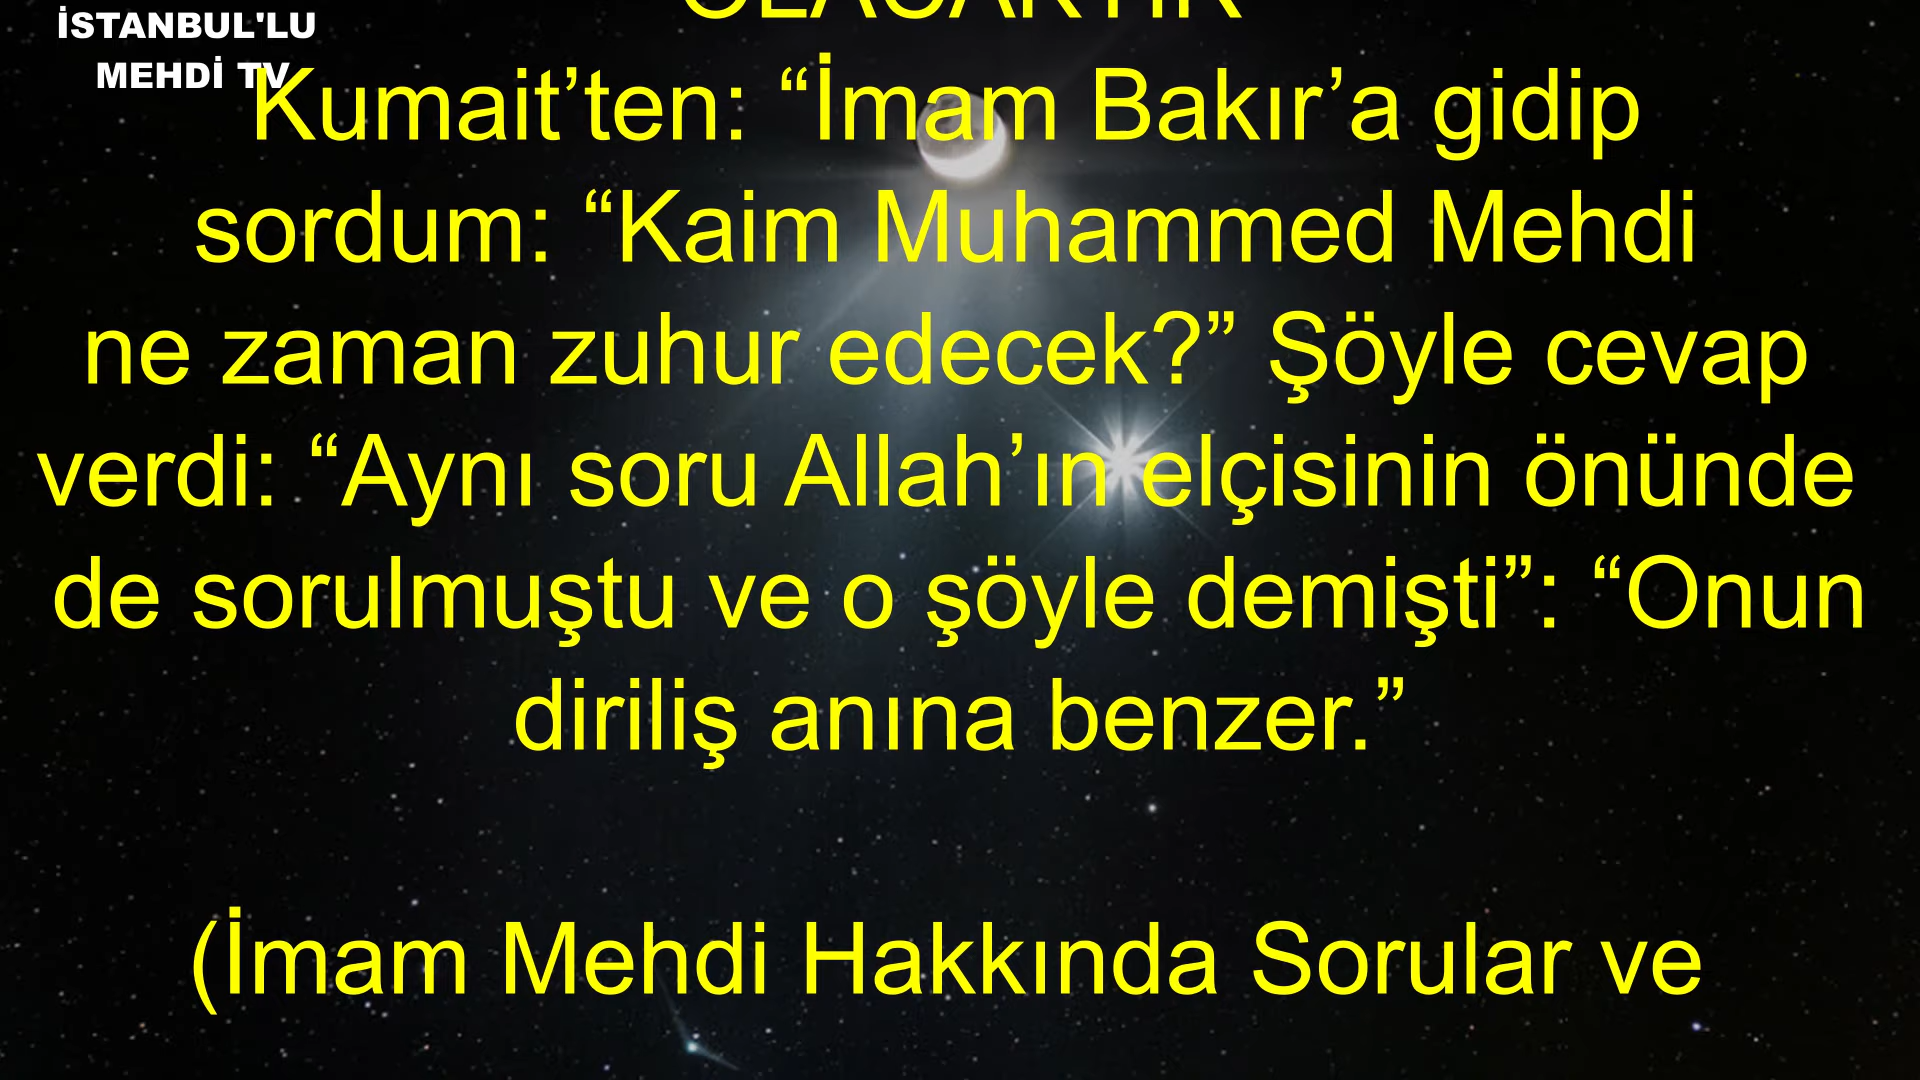 İSTANBUL'LU
MEHDİ TV
OLACAKTIR
Kumait’ten: “İmam Bakır’a gidip
sordum: “Kaim Muhammed Mehdi
ne zaman zuhur edecek?” Şöyle cevap
verdi: “Aynı soru Allah’ın elçisinin önünde
de sorulmuştu ve o şöyle demişti”: “Onun
diriliş anına benzer.”
(İmam Mehdi Hakkında Sorular ve